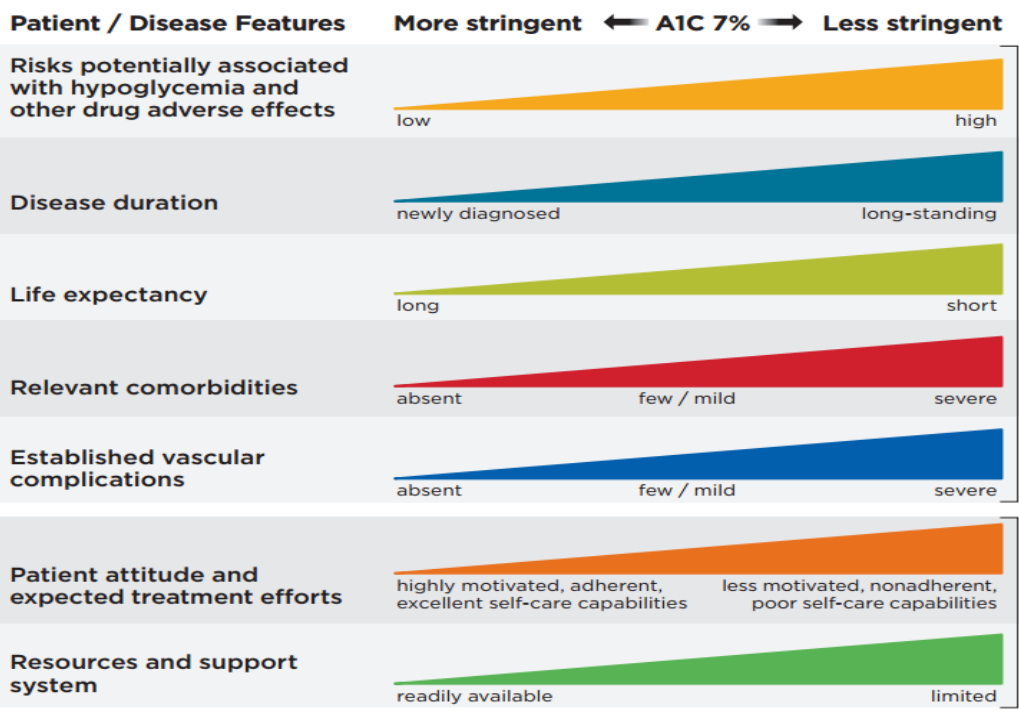 Patient / Disease Features
More stringent ← A1C 7% → Less stringent
Risks potentially associated
with hypoglycemia and
other drug adverse effects
low
high
Disease duration
newly diagnosed
long-standing
Life expectancy
long
short
Relevant comorbidities
absent
few / mild
severe
Established vascular
complications
absent
few / mild
severe
Patient attitude and
expected treatment efforts
highly motivated, adherent,
excellent self-care capabilities
less motivated, nonadherent,
poor self-care capabilities
Resources and support
system
readily available
limited